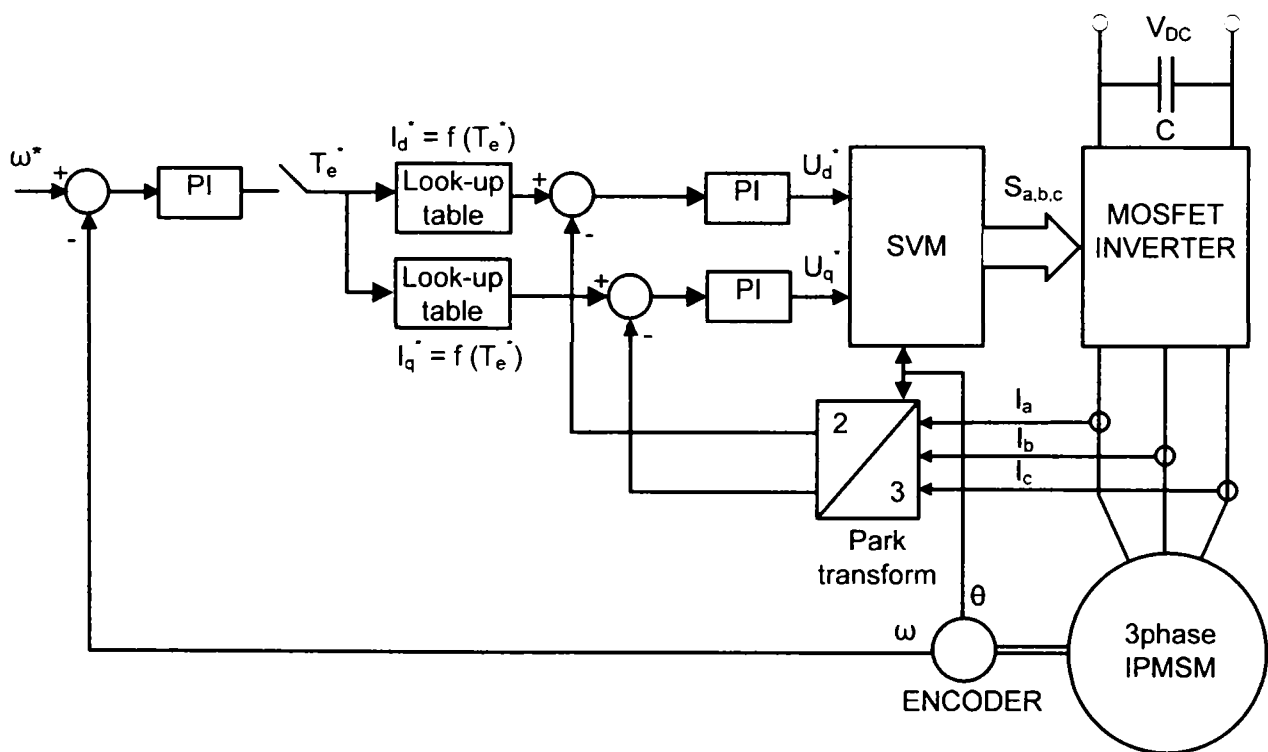 V_DC
C
I_d^* = f (T_e^*)
ω*
+
-
PI
T_e^*
Look-up
table
+
-
PI
U_d^*
SVM
S_a,b,c
MOSFET
INVERTER
Look-up
table
I_q^* = f (T_e^*)
+
-
PI
U_q^*
2
3
Park
transform
I_a
I_b
I_c
θ
ω
ENCODER
3phase
IPMSM